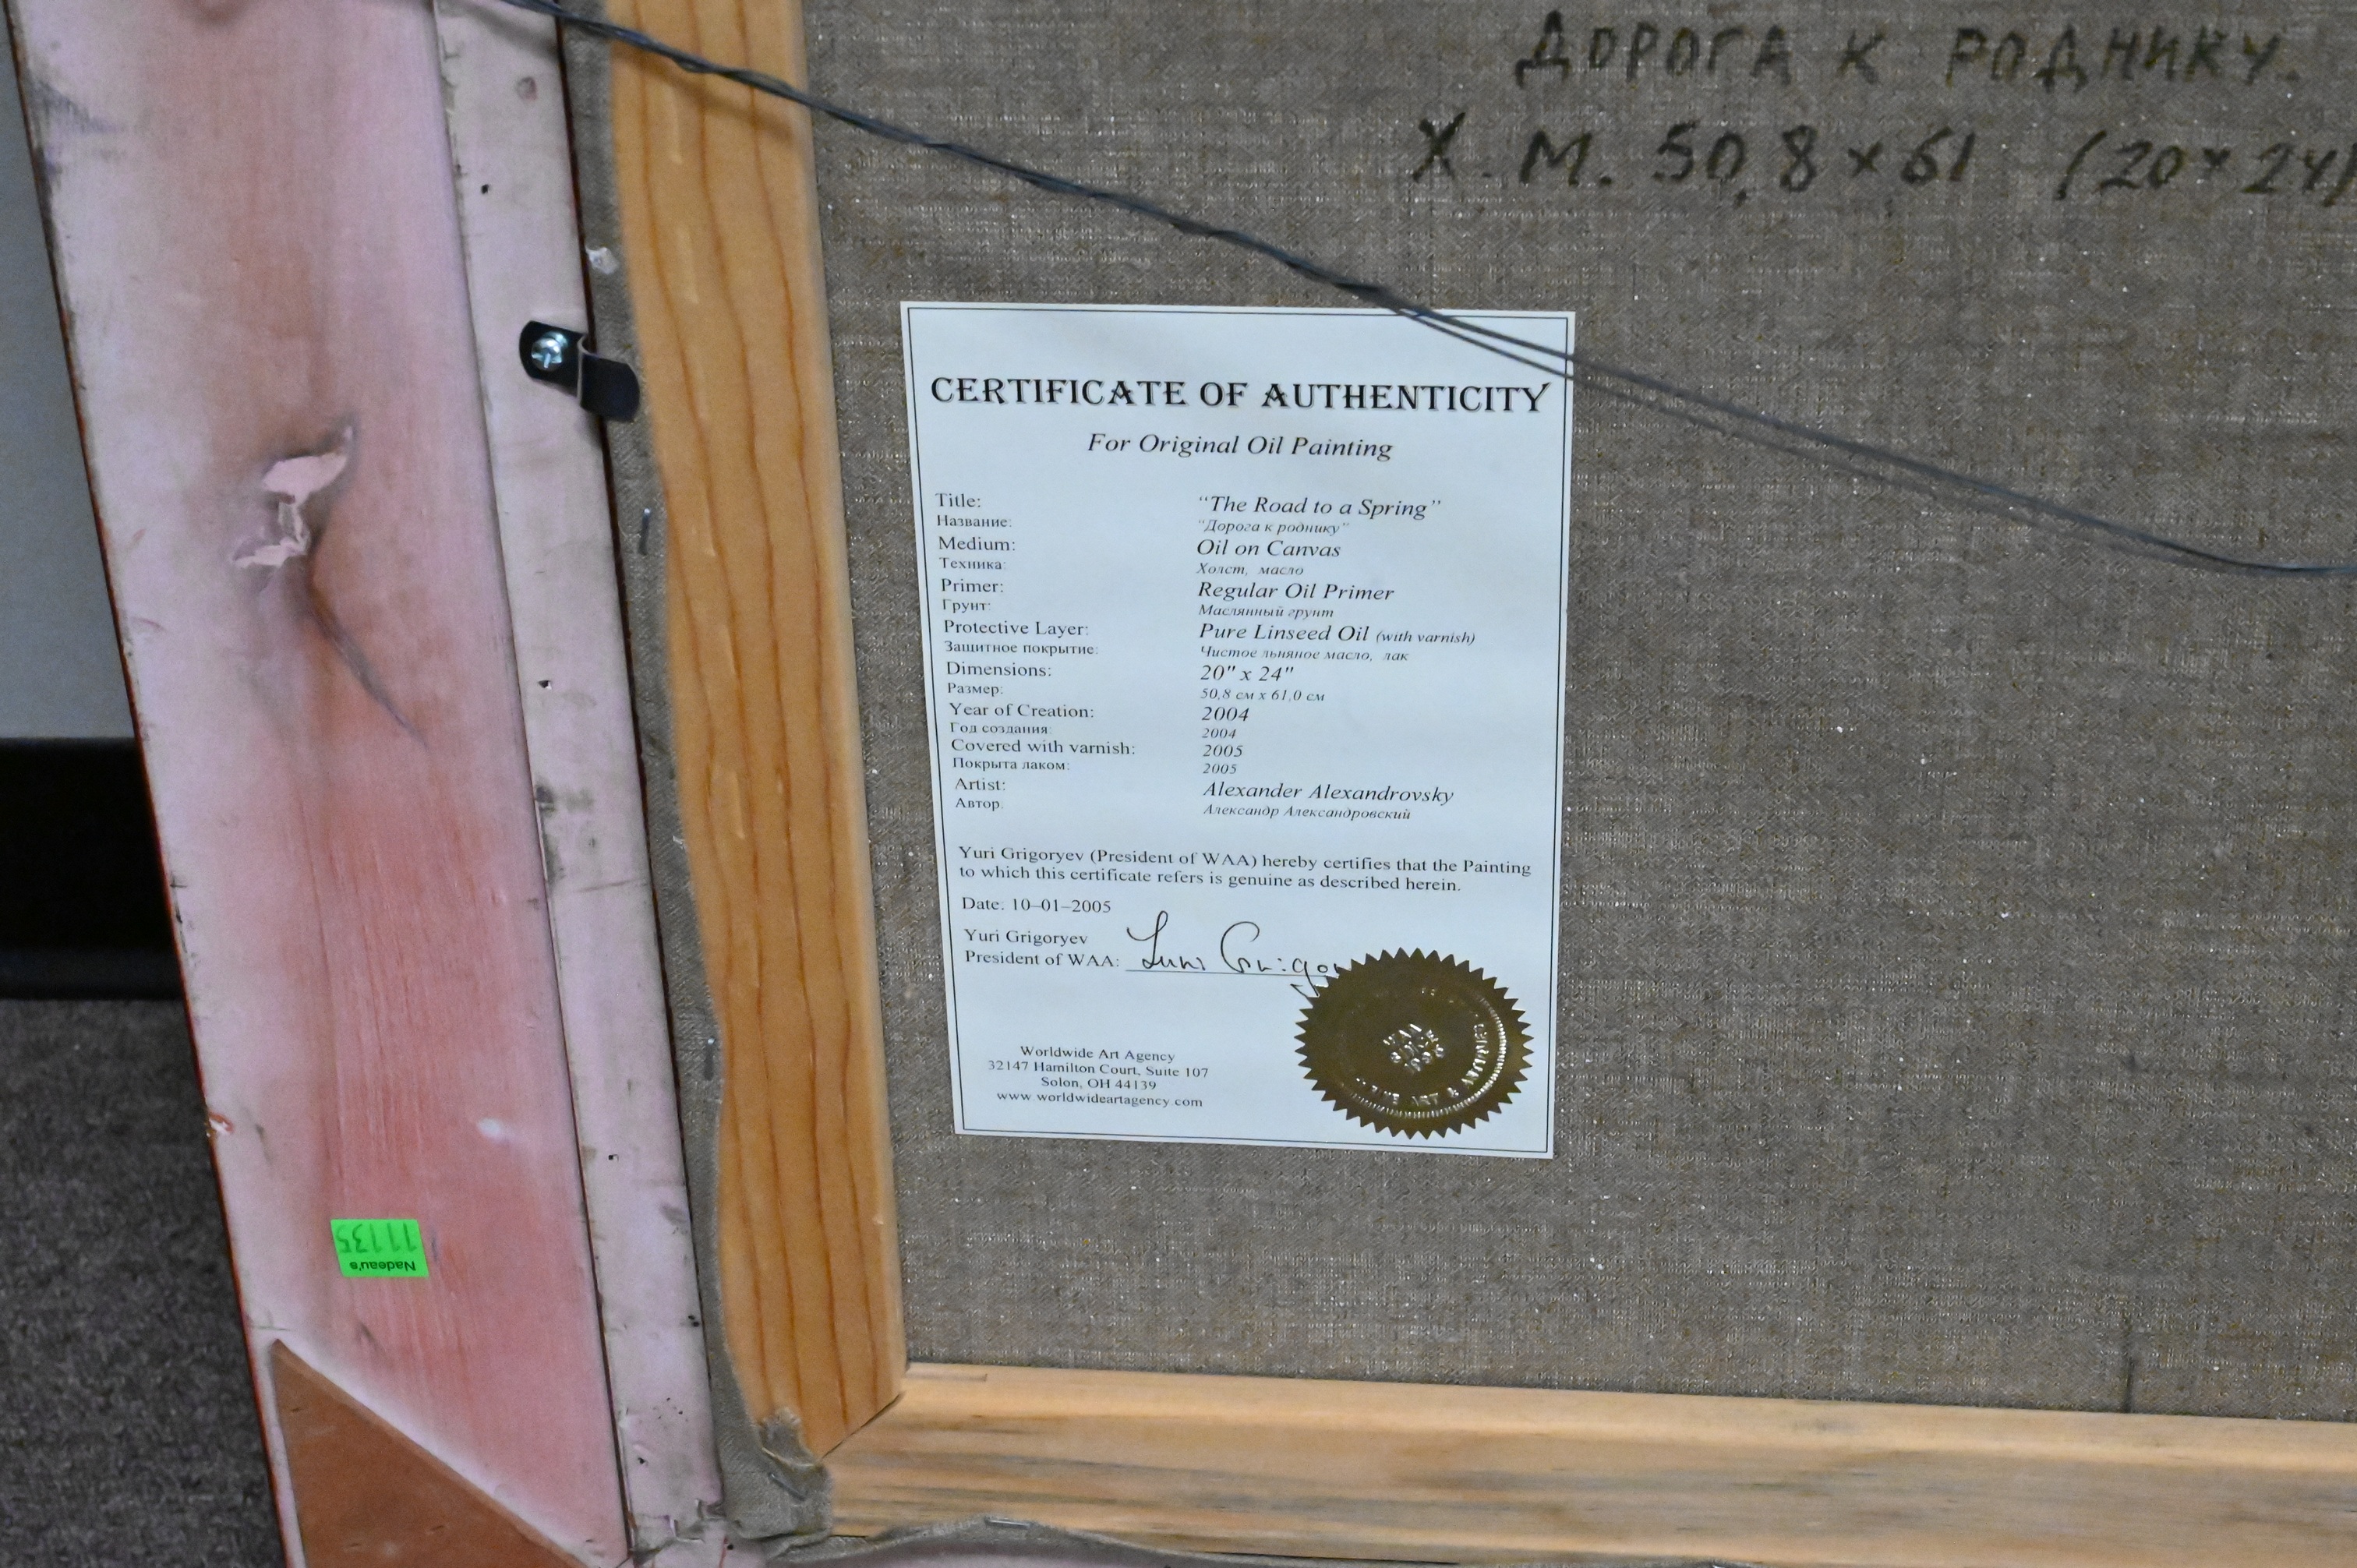 ДОРОГА К РОДНИКУ.
Х. М. 50,8 × 61 (20 × 24)
CERTIFICATE OF AUTHENTICITY
For Original Oil Painting
Title: “The Road to a Spring”
Название: “Дорога к роднику”
Medium: Oil on Canvas
Техника: Холст, масло
Primer: Regular Oil Primer
Грунт: Маслянный грунт
Protective Layer: Pure Linseed Oil (with varnish)
Защитное покрытие: Чистое льняное масло, лак
Dimensions: 20" x 24"
Размер: 50,8 см x 61,0 см
Year of Creation: 2004
Год создания: 2004
Covered with varnish: 2005
Покрыта лаком: 2005
Artist: Alexander Alexandrovsky
Автор: Александр Александровский
Yuri Grigoryev (President of WAA) hereby certifies that the Painting
to which this certificate refers is genuine as described herein.
Date: 10–01–2005
Yuri Grigoryev
President of WAA: Yuri Grigor
Worldwide Art Agency
32147 Hamilton Court, Suite 107
Solon, OH 44139
www.worldwideartagency.com
ART & ANTIQUES
Nadeau's
11135